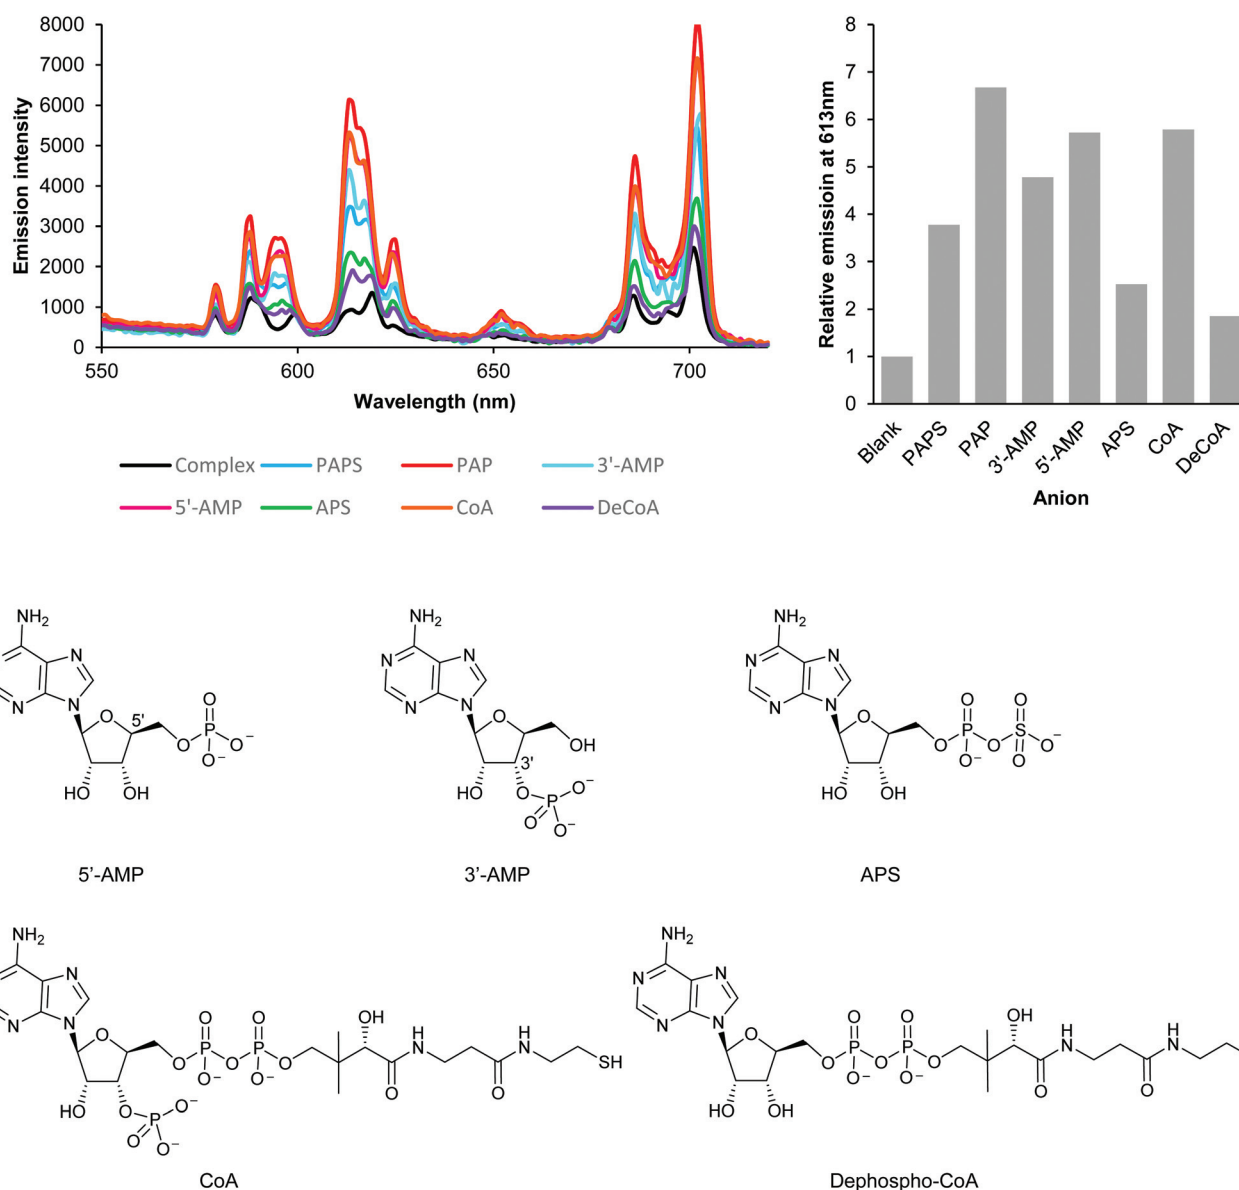 8000
7000
6000
5000
4000
3000
2000
1000
0
Emission intensity
550
600
650
700
Wavelength (nm)
Complex PAPS PAP 3'-AMP
5'-AMP APS CoA DeCoA
8
7
6
5
4
3
2
1
0
Relative emissioin at 613nm
Blank
PAPS
PAP
3'-AMP
5'-AMP
APS
CoA
DeCoA
Anion
NH2
N
N
N
N
O
5'
O
O
P
O−
O−
HO
OH
5’-AMP
NH2
N
N
N
N
O
OH
3'
HO
O
P
O−
O
O−
3’-AMP
NH2
N
N
N
N
O
O
O
P
O−
O
O
S
O−
O
HO
OH
APS
NH2
N
N
N
O
O
O
P
O−
O
O
P
O−
O
OH
O
H
N
O
H
N
SH
HO
O
P
O−
O
O−
CoA
NH2
N
N
N
N
O
O
O
P
O−
O
O
P
O−
O
OH
O
H
N
O
H
N
HO
OH
Dephospho-CoA